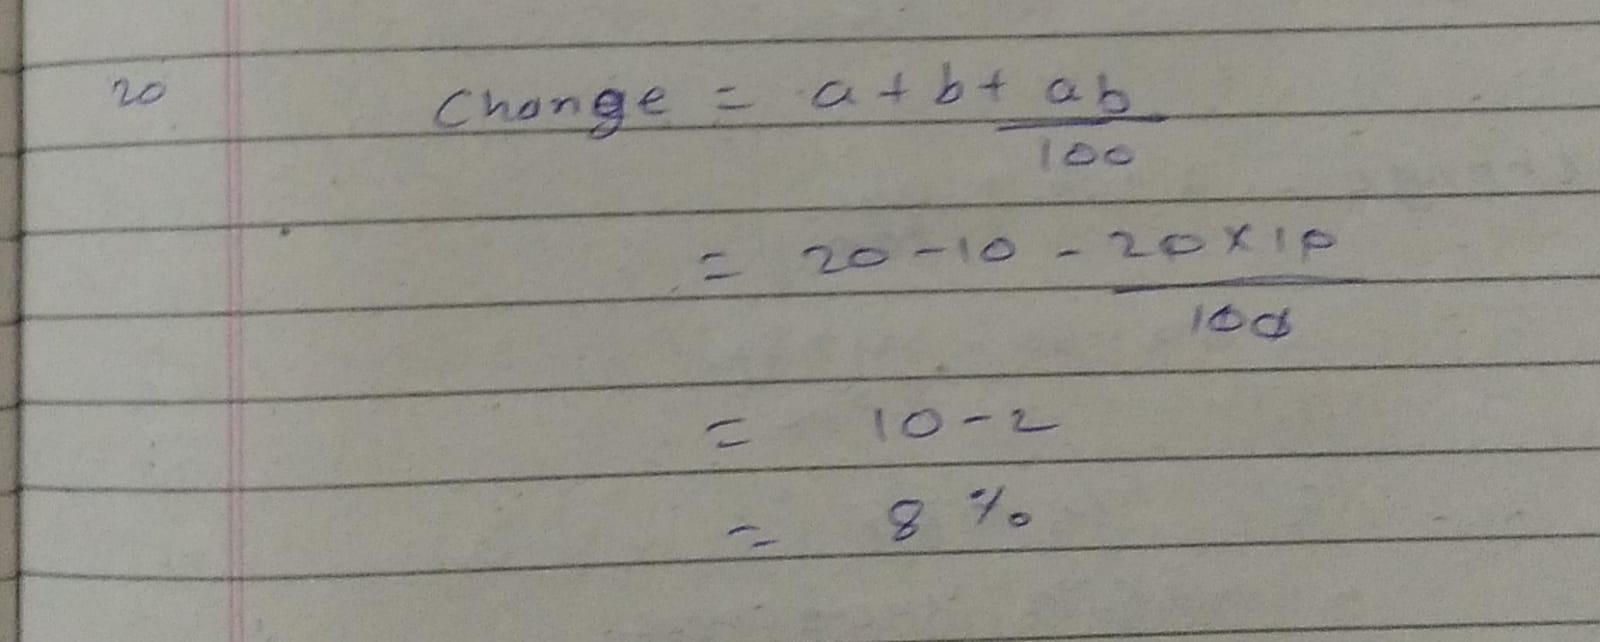 20 Change = a + b + ab/100
= 20 - 10 - 20 x 10/100
= 10 - 2
= 8 %